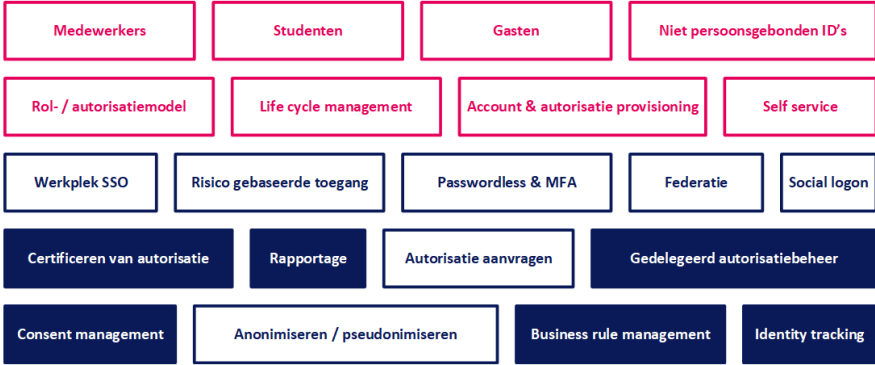 Medewerkers
Studenten
Gasten
Niet persoonsgebonden ID’s
Rol- / autorisatiemodel
Life cycle management
Account & autorisatie provisioning
Self service
Werkplek SSO
Risico gebaseerde toegang
Passwordless & MFA
Federatie
Social logon
Certificeren van autorisatie
Rapportage
Autorisatie aanvragen
Gedelegeerd autorisatiebeheer
Consent management
Anonimiseren / pseudonimiseren
Business rule management
Identity tracking